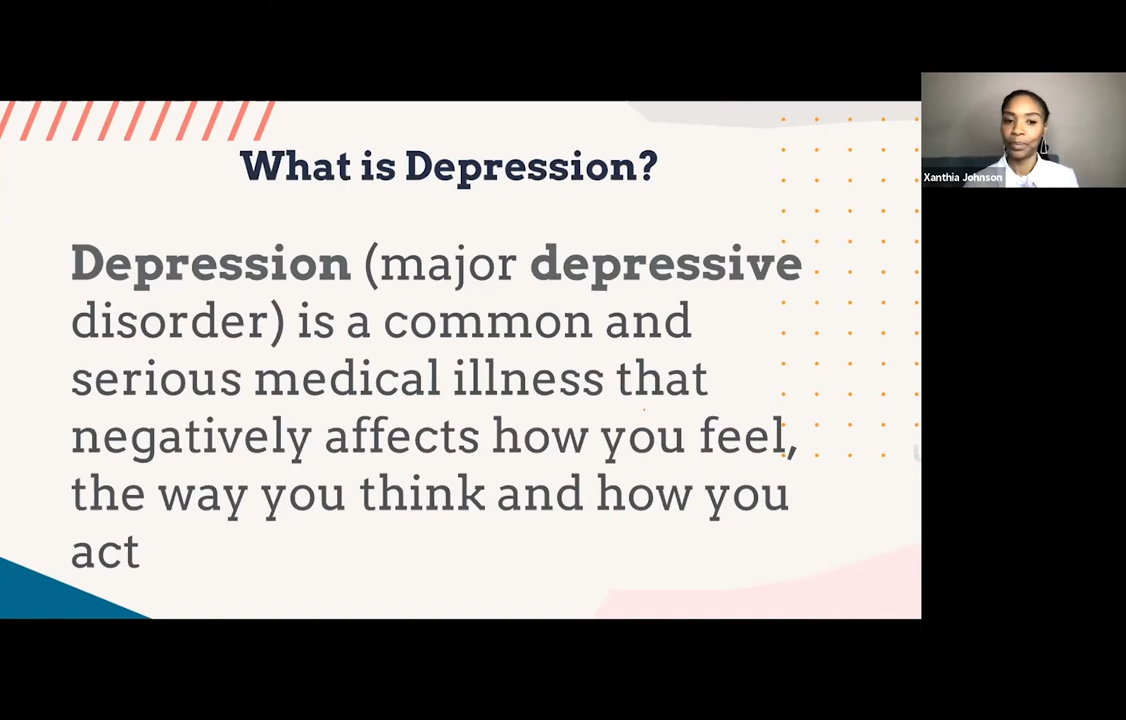 What is Depression?
Depression (major depressive
disorder) is a common and
serious medical illness that
negatively affects how you feel,
the way you think and how you
act
Xanthia Johnson